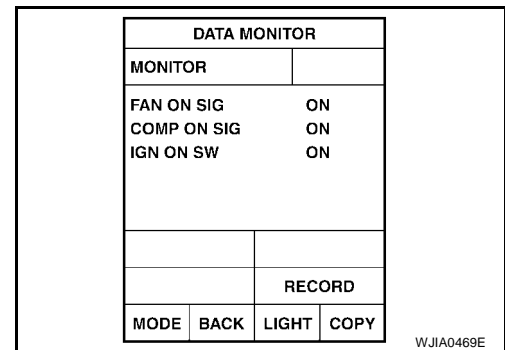 DATA MONITOR
MONITOR
FAN ON SIG ON
COMP ON SIG ON
IGN ON SW ON
RECORD
MODE BACK LIGHT COPY
WJIA0469E